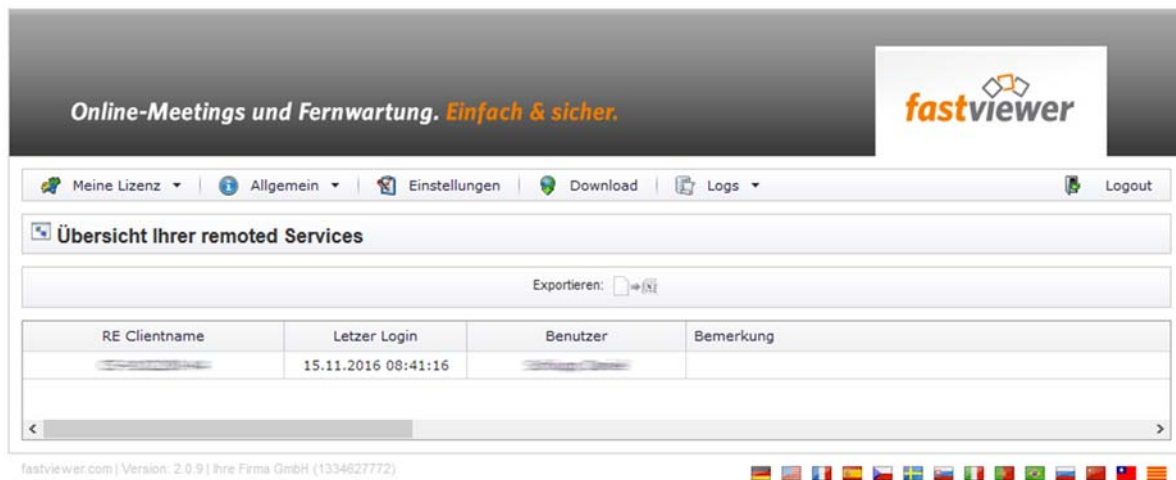 Online-Meetings und Fernwartung. Einfach & sicher.
fastviewer
Meine Lizenz
Allgemein
Einstellungen
Download
Logs
Logout
Übersicht Ihrer remoted Services
Exportieren:
RE Clientname Letzer Login Benutzer Bemerkung
15.11.2016 08:41:16
fastviewer.com | Version: 2.0.9 | Ihre Firma GmbH (1334627772)